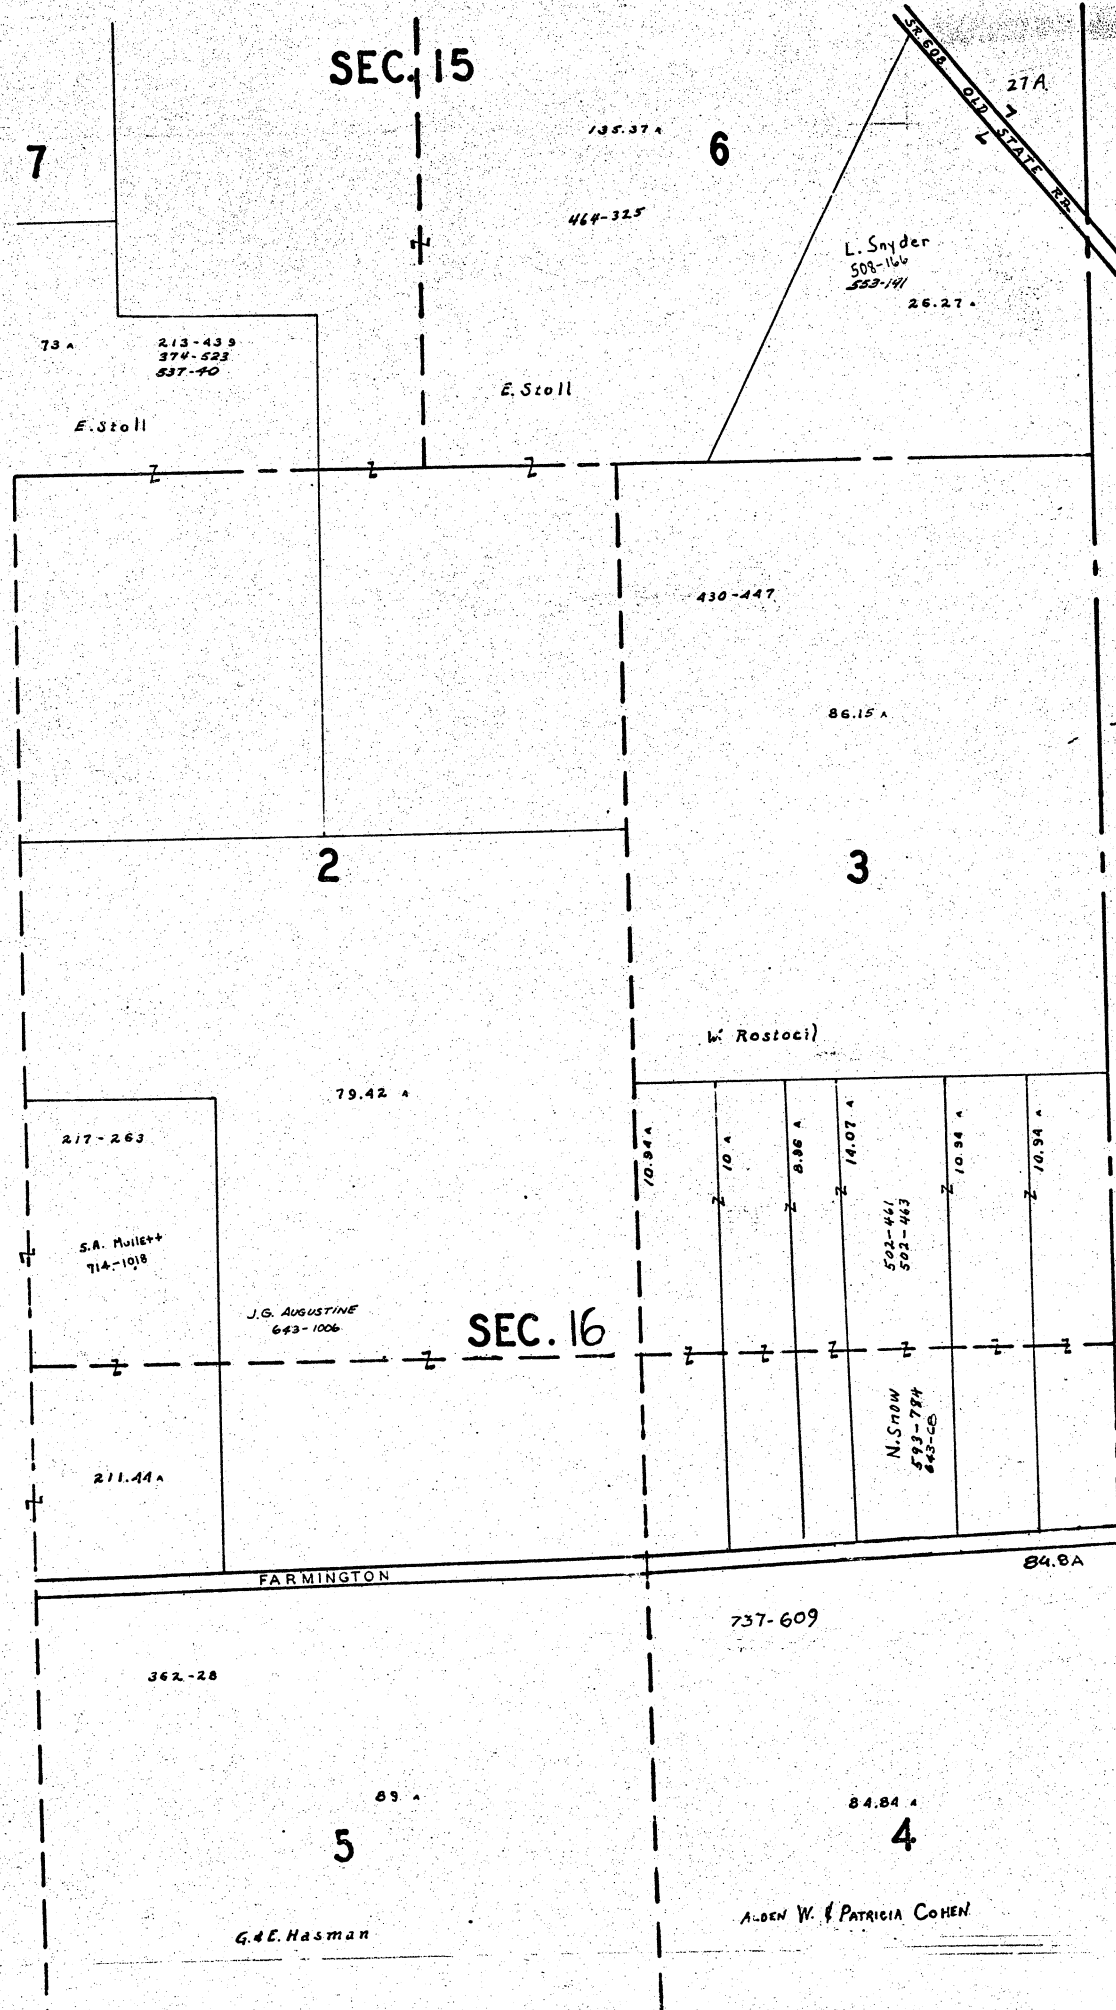 SEC. 15
SR 608 OLD STATE RD.
27A
7
135.37 A
6
464-325
L. Snyder
508-166
553-141
26.27 A
73 A
213-439
374-523
537-40
E. Stoll
E. Stoll
430-447
86.15 A
2
3
W. Rostocil
79.42 A
217-263
10.94 A
10 A
8.86 A
14.07 A
10.94 A
10.94 A
502-461
502-463
S.A. Mullett
714-1018
J.G. AUGUSTINE
643-1006
SEC. 16
N. Snow
593-784
211.44 A
FARMINGTON
84.8A
737-609
362-28
89 A
84.84 A
5
4
G. & E. Hasman
ALDEN W. & PATRICIA COHEN